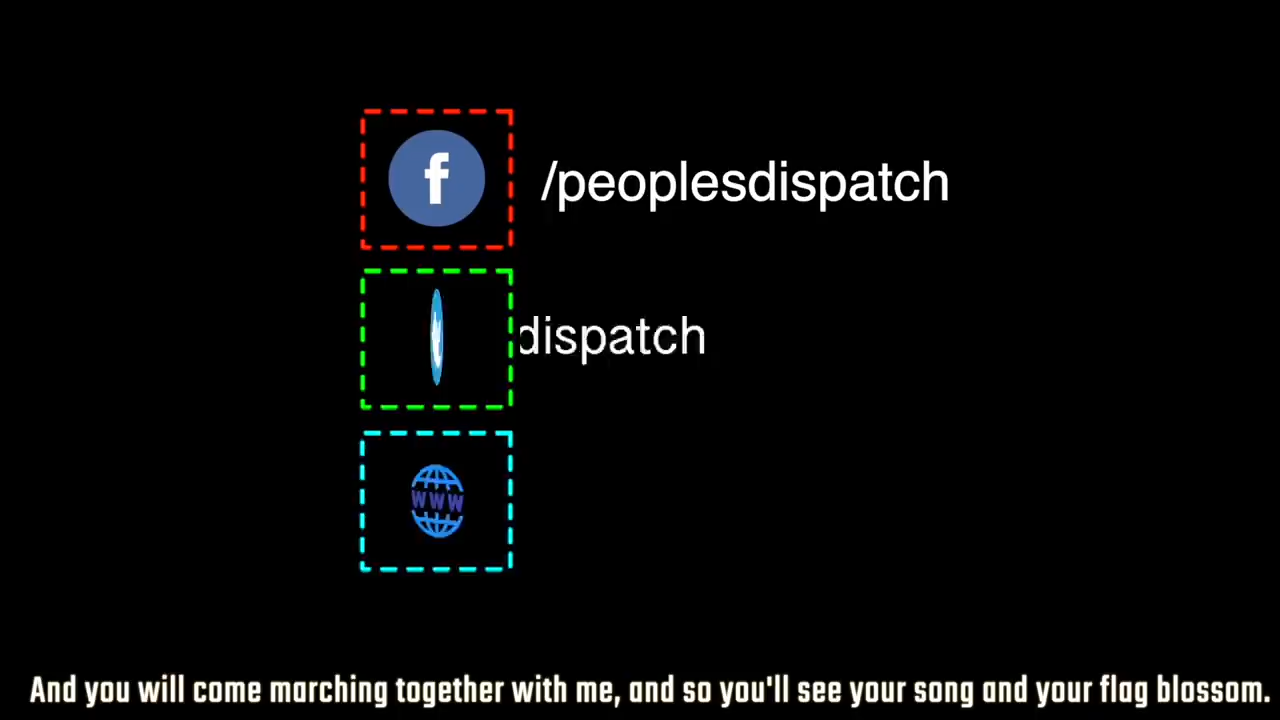 f
/peoplesdispatch
dispatch
WWW
And you will come marching together with me, and so you'll see your song and your flag blossom.